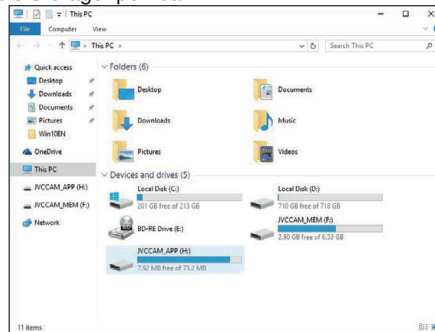 This PC
File Computer View
This PC
Search This PC
Quick access
Desktop
Downloads
Documents
Pictures
Win10EN
OneDrive
This PC
JVCCAM_APP (H:)
JVCCAM_MEM (F:)
Network
Folders (6)
Desktop
Documents
Downloads
Music
Pictures
Videos
Devices and drives (5)
Local Disk (C:)
201 GB free of 213 GB
Local Disk (D:)
710 GB free of 718 GB
BD-RE Drive (E:)
JVCCAM_MEM (F:)
2.90 GB free of 6.53 GB
JVCCAM_APP (H:)
7.92 MB free of 73.2 MB
11 items